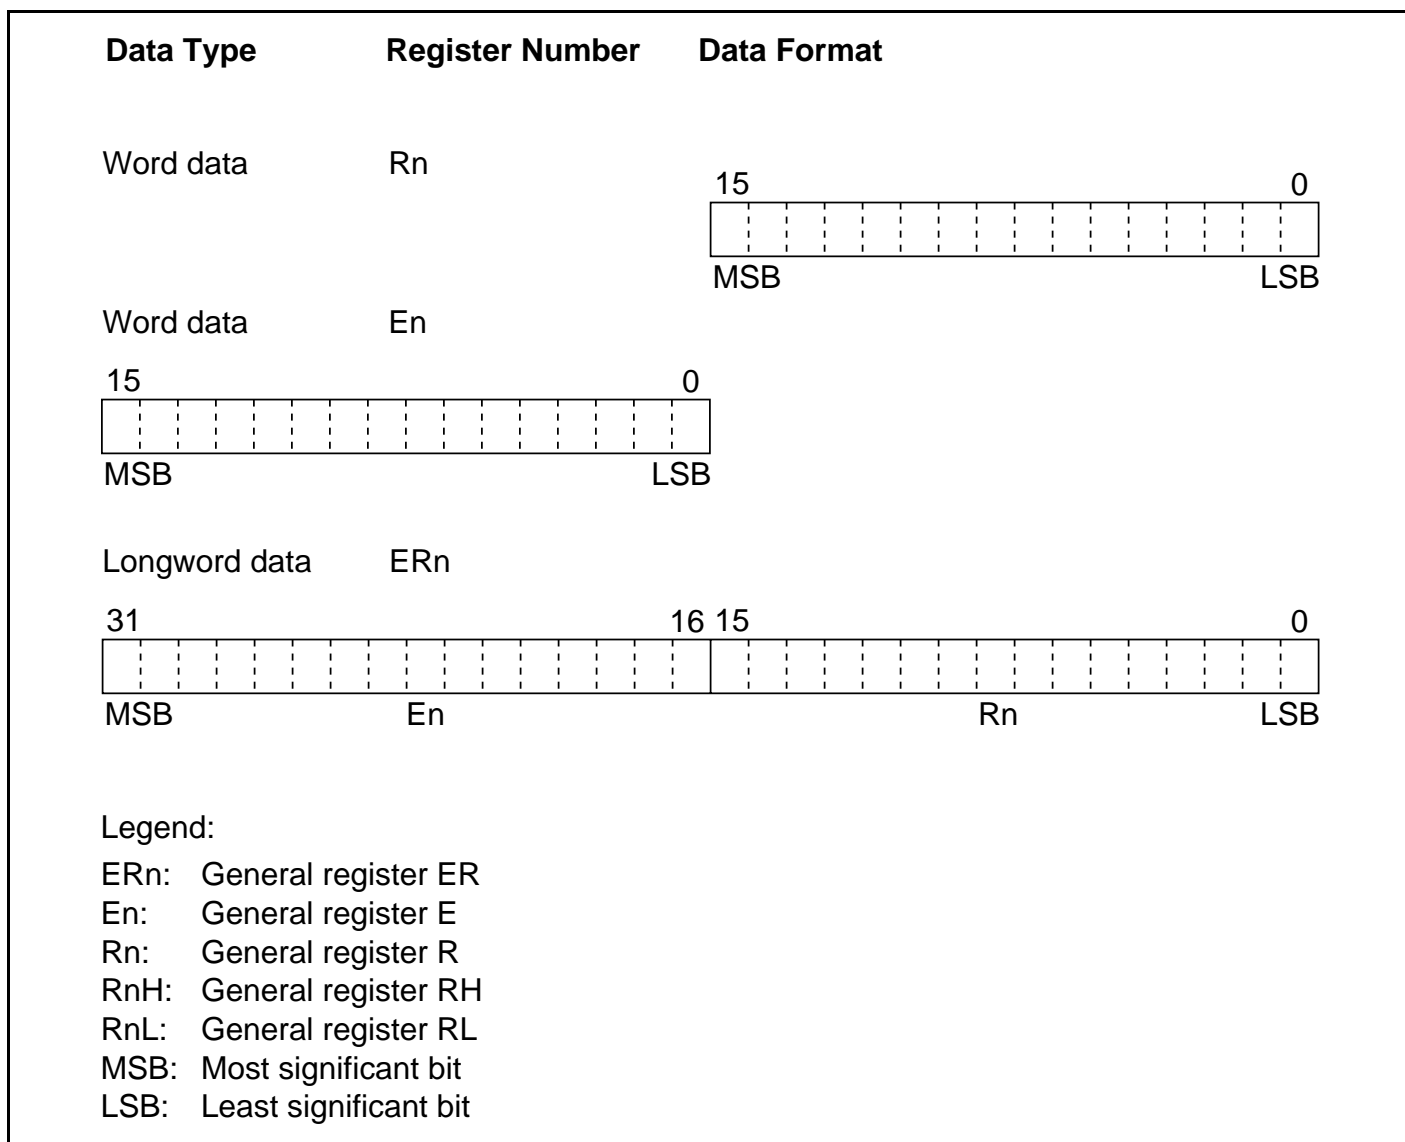 Data Type Register Number Data Format
Word data Rn
15 0
MSB LSB
Word data En
15 0
MSB LSB
Longword data ERn
31 16 15 0
MSB En Rn LSB
Legend:
ERn: General register ER
En: General register E
Rn: General register R
RnH: General register RH
RnL: General register RL
MSB: Most significant bit
LSB: Least significant bit